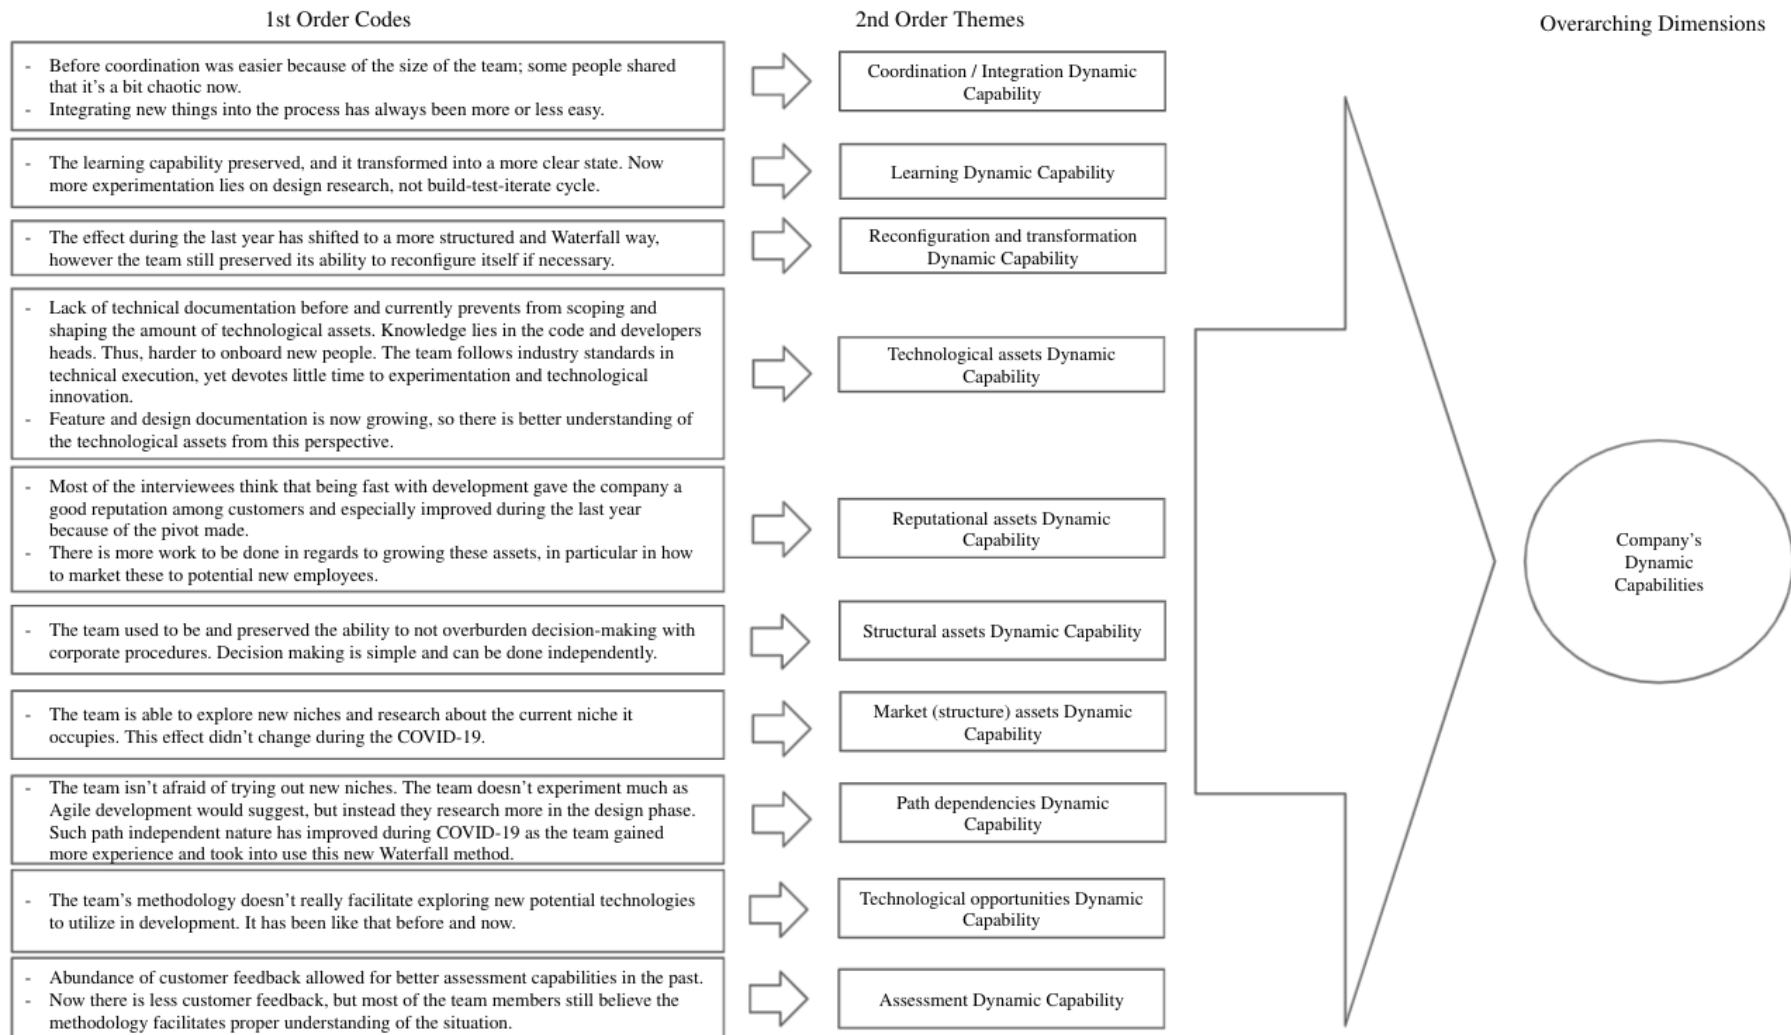 1st Order Codes
2nd Order Themes
Overarching Dimensions
- Before coordination was easier because of the size of the team; some people shared
that it's a bit chaotic now.
- Integrating new things into the process has always been more or less easy.
Coordination / Integration Dynamic
Capability
- The learning capability preserved, and it transformed into a more clear state. Now
more experimentation lies on design research, not build-test-iterate cycle.
Learning Dynamic Capability
- The effect during the last year has shifted to a more structured and Waterfall way,
however the team still preserved its ability to reconfigure itself if necessary.
Reconfiguration and transformation
Dynamic Capability
- Lack of technical documentation before and currently prevents from scoping and
shaping the amount of technological assets. Knowledge lies in the code and developers
heads. Thus, harder to onboard new people. The team follows industry standards in
technical execution, yet devotes little time to experimentation and technological
innovation.
- Feature and design documentation is now growing, so there is better understanding of
the technological assets from this perspective.
Technological assets Dynamic
Capability
- Most of the interviewees think that being fast with development gave the company a
good reputation among customers and especially improved during the last year
because of the pivot made.
- There is more work to be done in regards to growing these assets, in particular in how
to market these to potential new employees.
Reputational assets Dynamic
Capability
- The team used to be and preserved the ability to not overburden decision-making with
corporate procedures. Decision making is simple and can be done independently.
Structural assets Dynamic Capability
- The team is able to explore new niches and research about the current niche it
occupies. This effect didn't change during the COVID-19.
Market (structure) assets Dynamic
Capability
- The team isn't afraid of trying out new niches. The team doesn't experiment much as
Agile development would suggest, but instead they research more in the design phase.
Such path independent nature has improved during COVID-19 as the team gained
more experience and took into use this new Waterfall method.
Path dependencies Dynamic
Capability
- The team's methodology doesn't really facilitate exploring new potential technologies
to utilize in development. It has been like that before and now.
Technological opportunities Dynamic
Capability
- Abundance of customer feedback allowed for better assessment capabilities in the past.
- Now there is less customer feedback, but most of the team members still believe the
methodology facilitates proper understanding of the situation.
Assessment Dynamic Capability
Company's
Dynamic
Capabilities